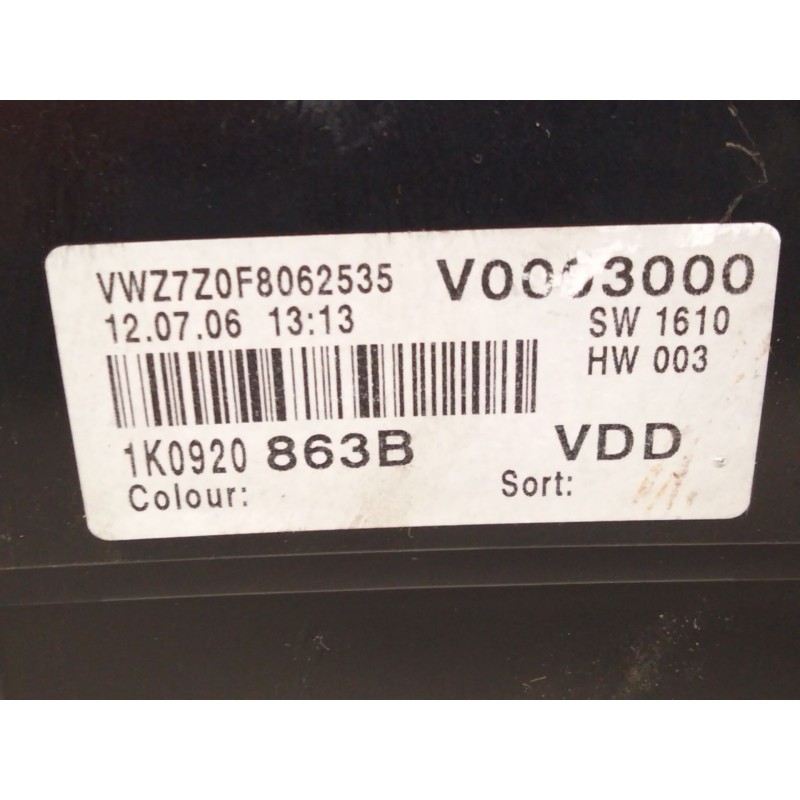 VWZ7Z0F8062535 V0003000
12.07.06 13:13 SW 1610
HW 003
1K0920 863B VDD
Colour: Sort: